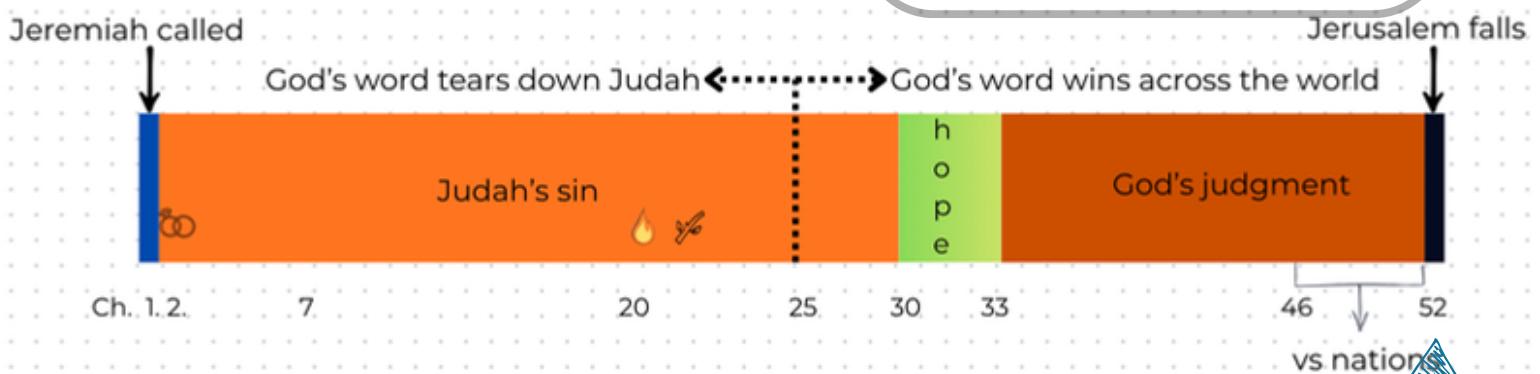 Jeremiah called
Jerusalem falls
God's word tears down Judah
God's word wins across the world
Judah's sin
h
o
p
e
God's judgment
Ch. 1. 2. 7 20 25 30 33 46 52
vs nations